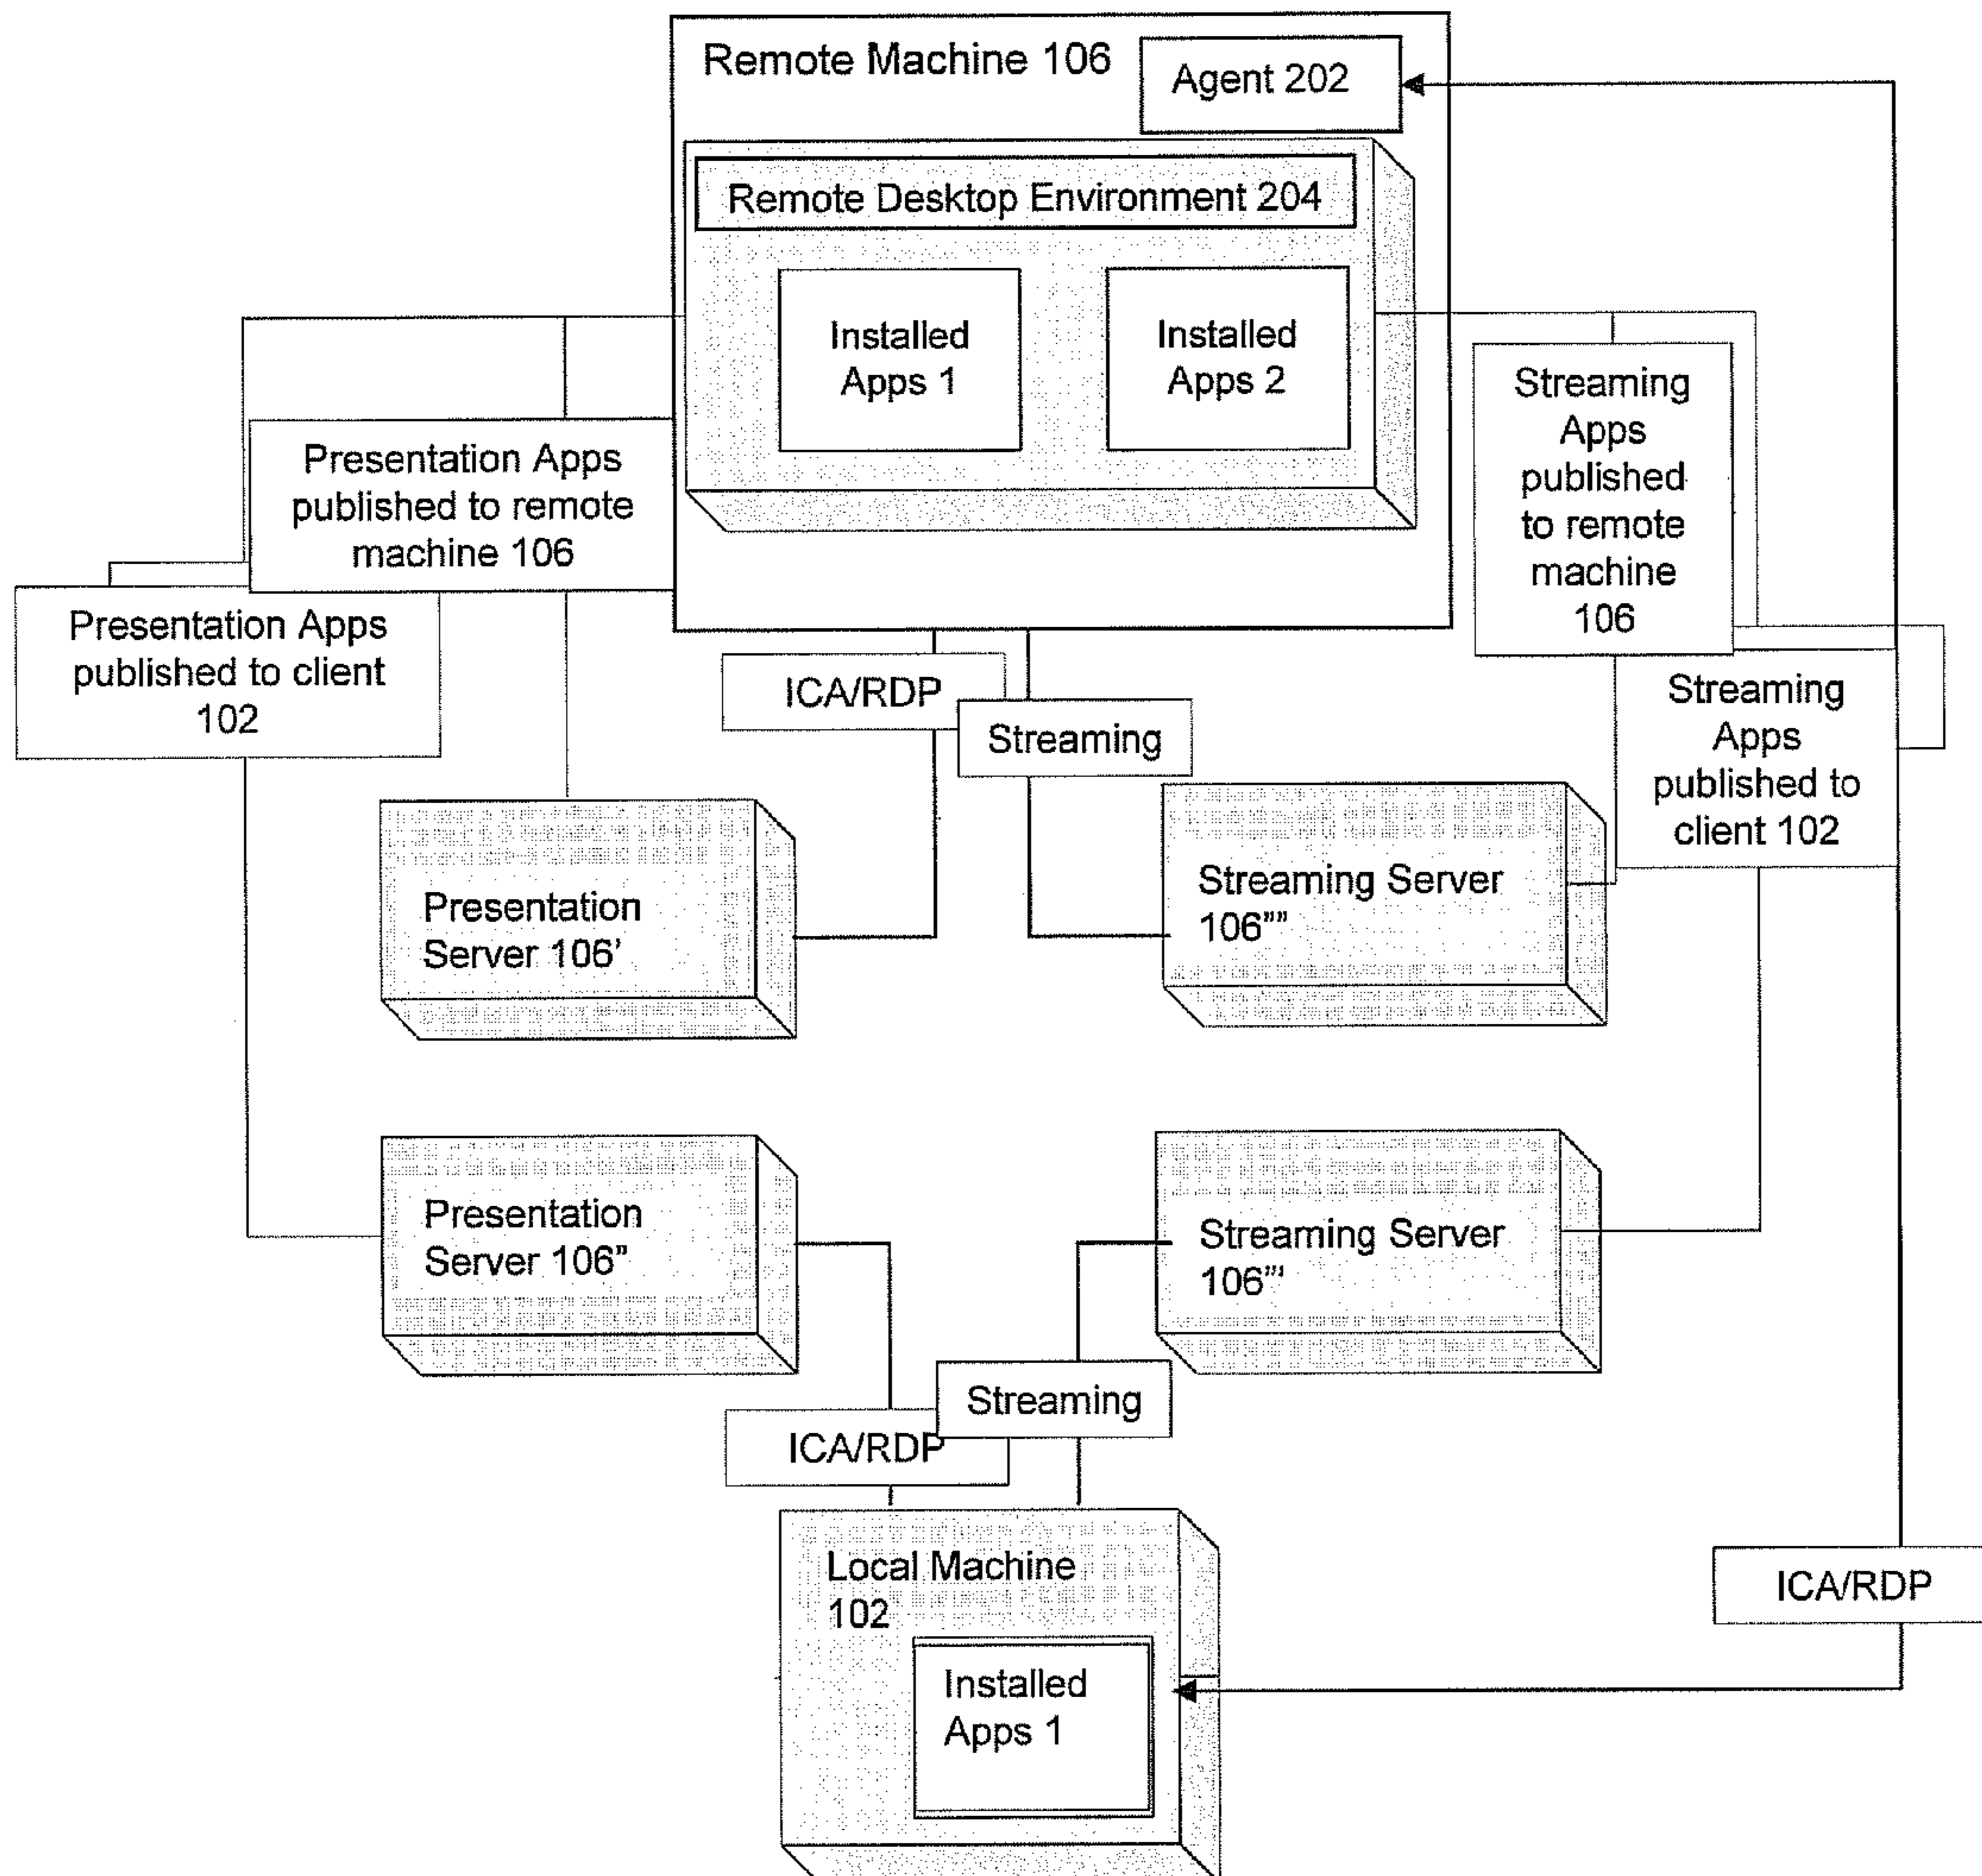 Remote Machine 106
Agent 202
Remote Desktop Environment 204
Installed
Apps 1
Installed
Apps 2
Presentation Apps
published to remote
machine 106
Streaming
Apps
published
to remote
machine
106
Presentation Apps
published to client
102
ICA/RDP
Streaming
Streaming
Apps
published to
client 102
Presentation
Server 106'
Streaming Server
106""
Presentation
Server 106"
Streaming Server
106"'
Streaming
ICA/RDP
Local Machine
102
Installed
Apps 1
ICA/RDP